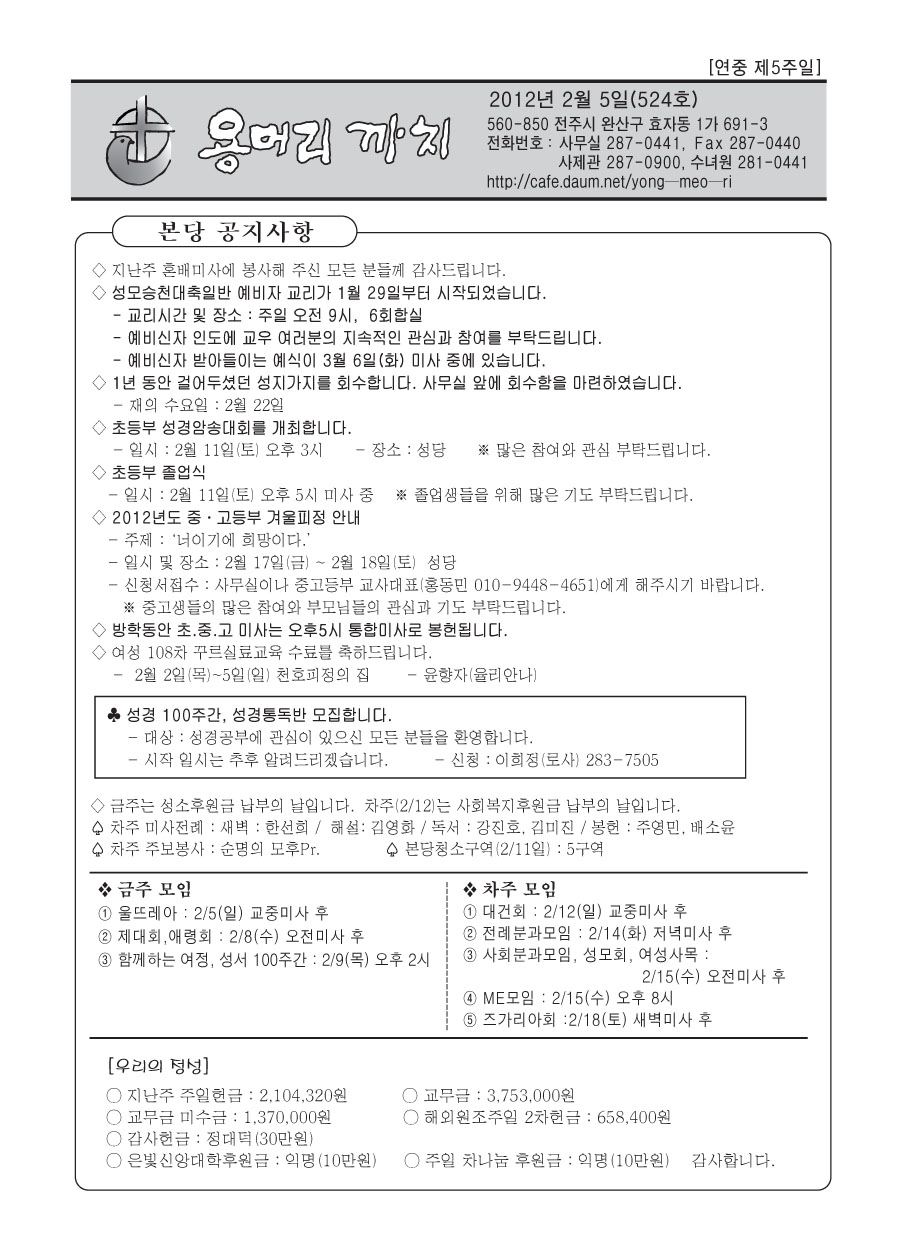 [연중 제5주일]
용머리 까치
2012년 2월 5일(524호)
560-850 전주시 완산구 효자동 1가 691-3
전화번호 : 사무실 287-0441, Fax 287-0440
사제관 287-0900, 수녀원 281-0441
http://cafe.daum.net/yong─meo─ri
본당 공지사항
◇ 지난주 혼배미사에 봉사해 주신 모든 분들께 감사드립니다.
◇ 성모승천대축일반 예비자 교리가 1월 29일부터 시작되었습니다.
- 교리시간 및 장소 : 주일 오전 9시, 6회합실
- 예비신자 인도에 교우 여러분의 지속적인 관심과 참여를 부탁드립니다.
- 예비신자 받아들이는 예식이 3월 6일(화) 미사 중에 있습니다.
◇ 1년 동안 걸어두셨던 성지가지를 회수합니다. 사무실 앞에 회수함을 마련하였습니다.
- 재의 수요일 : 2월 22일
◇ 초등부 성경암송대회를 개최합니다.
- 일시 : 2월 11일(토) 오후 3시 - 장소 : 성당 ※ 많은 참여와 관심 부탁드립니다.
◇ 초등부 졸업식
- 일시 : 2월 11일(토) 오후 5시 미사 중 ※ 졸업생들을 위해 많은 기도 부탁드립니다.
◇ 2012년도 중·고등부 겨울피정 안내
- 주제 : '너이기에 희망이다.'
- 일시 및 장소 : 2월 17일(금) ~ 2월 18일(토) 성당
- 신청서접수 : 사무실이나 중고등부 교사대표(홍동민 010-9448-4651)에게 해주시기 바랍니다.
※ 중고생들의 많은 참여와 부모님들의 관심과 기도 부탁드립니다.
◇ 방학동안 초.중.고 미사는 오후5시 통합미사로 봉헌됩니다.
◇ 여성 108차 꾸르실료교육 수료를 축하드립니다.
- 2월 2일(목)~5일(일) 천호피정의 집 - 윤향자(율리안나)
♣ 성경 100주간, 성경통독반 모집합니다.
- 대상 : 성경공부에 관심이 있으신 모든 분들을 환영합니다.
- 시작 일시는 추후 알려드리겠습니다. - 신청 : 이희정(로사) 283-7505
◇ 금주는 성소후원금 납부의 날입니다. 차주(2/12)는 사회복지후원금 납부의 날입니다.
♤ 차주 미사전례 : 새벽 : 한선희 / 해설: 김영화 / 독서 : 강진호, 김미진 / 봉헌 : 주영민, 배소윤
♤ 차주 주보봉사 : 순명의 모후Pr. ♤ 본당청소구역(2/11일) : 5구역
❖ 금주 모임
① 울뜨레아 : 2/5(일) 교중미사 후
② 제대회,애령회 : 2/8(수) 오전미사 후
③ 함께하는 여정, 성서 100주간 : 2/9(목) 오후 2시
❖ 차주 모임
① 대건회 : 2/12(일) 교중미사 후
② 전례분과모임 : 2/14(화) 저녁미사 후
③ 사회분과모임, 성모회, 여성사목 :
2/15(수) 오전미사 후
④ ME모임 : 2/15(수) 오후 8시
⑤ 즈가리아회 :2/18(토) 새벽미사 후
[우리의 정성]
○ 지난주 주일헌금 : 2,104,320원 ○ 교무금 : 3,753,000원
○ 교무금 미수금 : 1,370,000원 ○ 해외원조주일 2차헌금 : 658,400원
○ 감사헌금 : 정대덕(30만원)
○ 은빛신앙대학후원금 : 익명(10만원) ○ 주일 차나눔 후원금 : 익명(10만원) 감사합니다.